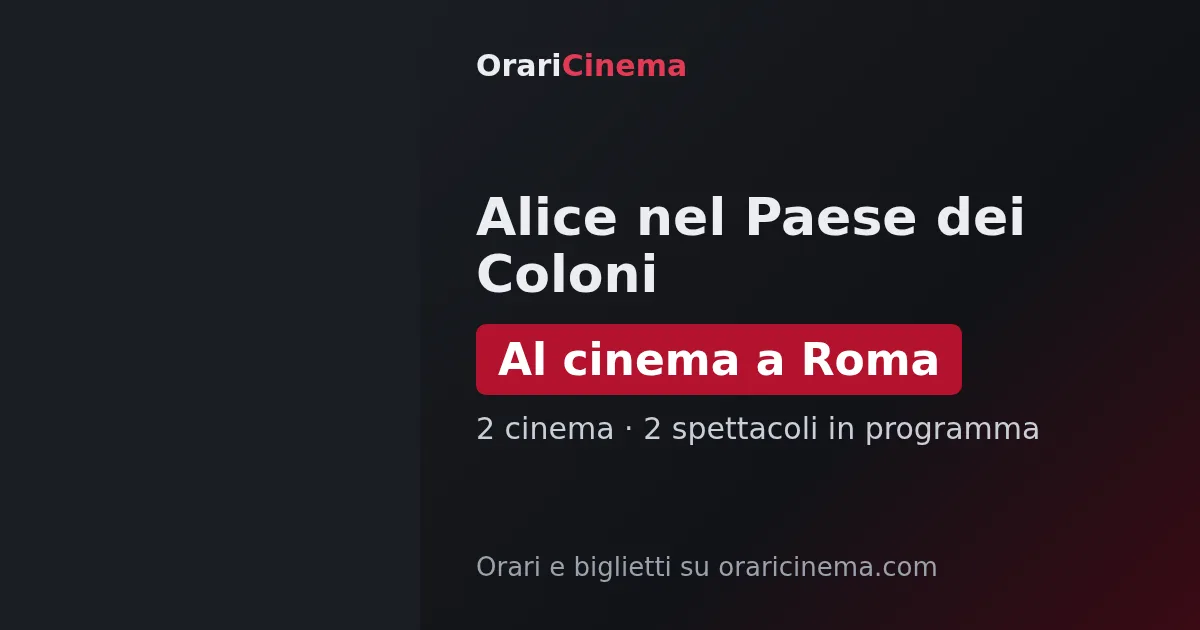 OrariCinema
Alice nel Paese dei
Coloni
Al cinema a Roma
2 cinema · 2 spettacoli in programma
Orari e biglietti su oraricinema.com